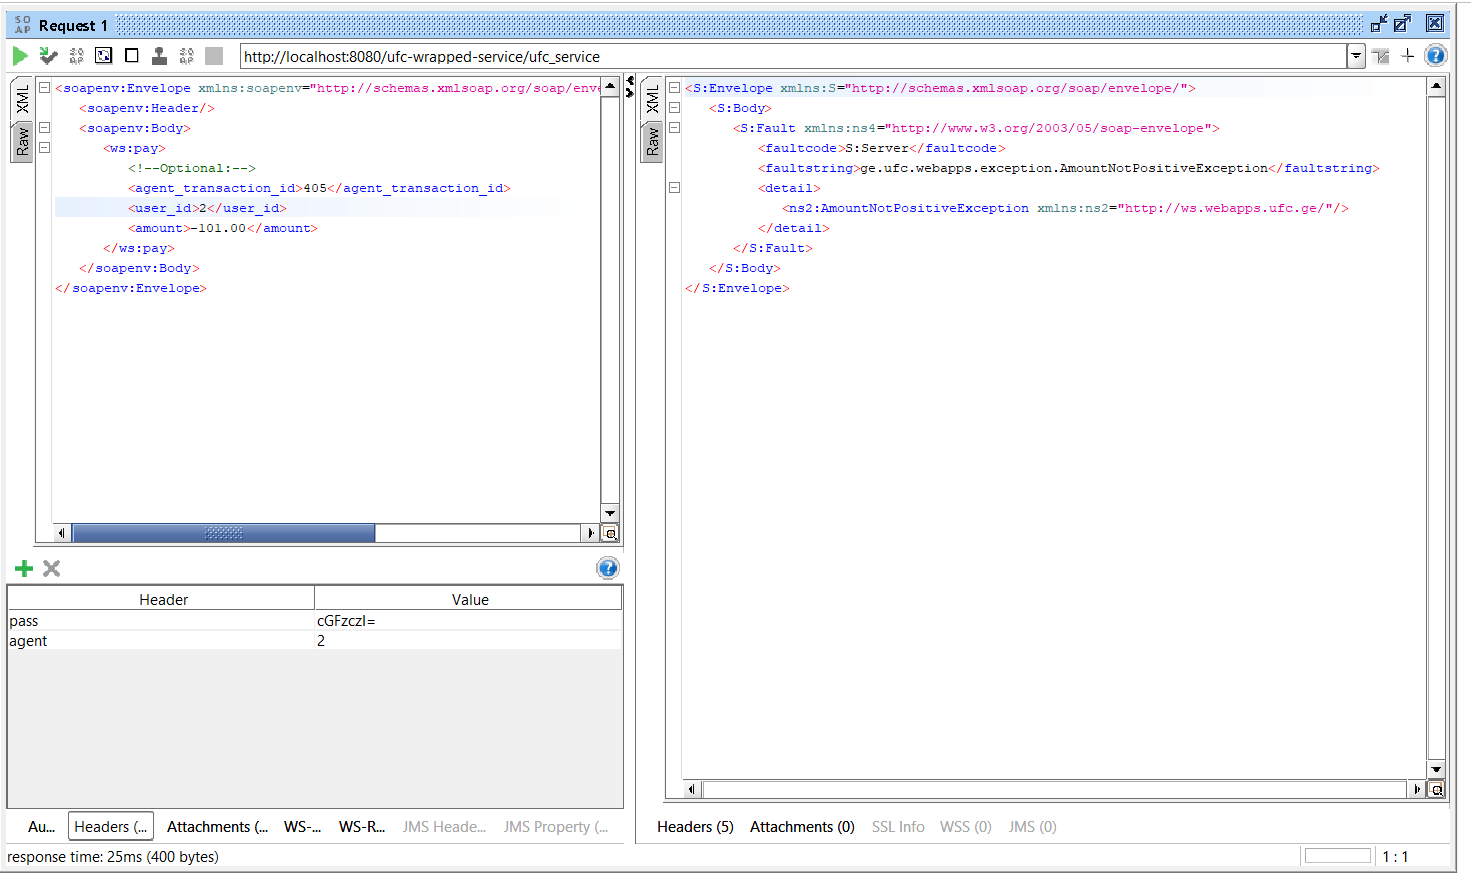 SO
AP
Request 1
http://localhost:8080/ufc-wrapped-service/ufc_service
XML
Raw
<soapenv:Envelope xmlns:soapenv="http://schemas.xmlsoap.org/soap/enve
<soapenv:Header/>
<soapenv:Body>
<ws:pay>
<!--Optional:-->
<agent_transaction_id>405</agent_transaction_id>
<user_id>2</user_id>
<amount>-101.00</amount>
</ws:pay>
</soapenv:Body>
</soapenv:Envelope>
XML
Raw
<S:Envelope xmlns:S="http://schemas.xmlsoap.org/soap/envelope/">
<S:Body>
<S:Fault xmlns:ns4="http://www.w3.org/2003/05/soap-envelope">
<faultcode>S:Server</faultcode>
<faultstring>ge.ufc.webapps.exception.AmountNotPositiveException</faultstring>
<detail>
<ns2:AmountNotPositiveException xmlns:ns2="http://ws.webapps.ufc.ge/"/>
</detail>
</S:Fault>
</S:Body>
</S:Envelope>
Header Value
pass cGFzczI=
agent 2
Au... Headers (... Attachments (... WS-... WS-R... JMS Heade... JMS Property (...
Headers (5) Attachments (0) SSL Info WSS (0) JMS (0)
response time: 25ms (400 bytes)
1 : 1